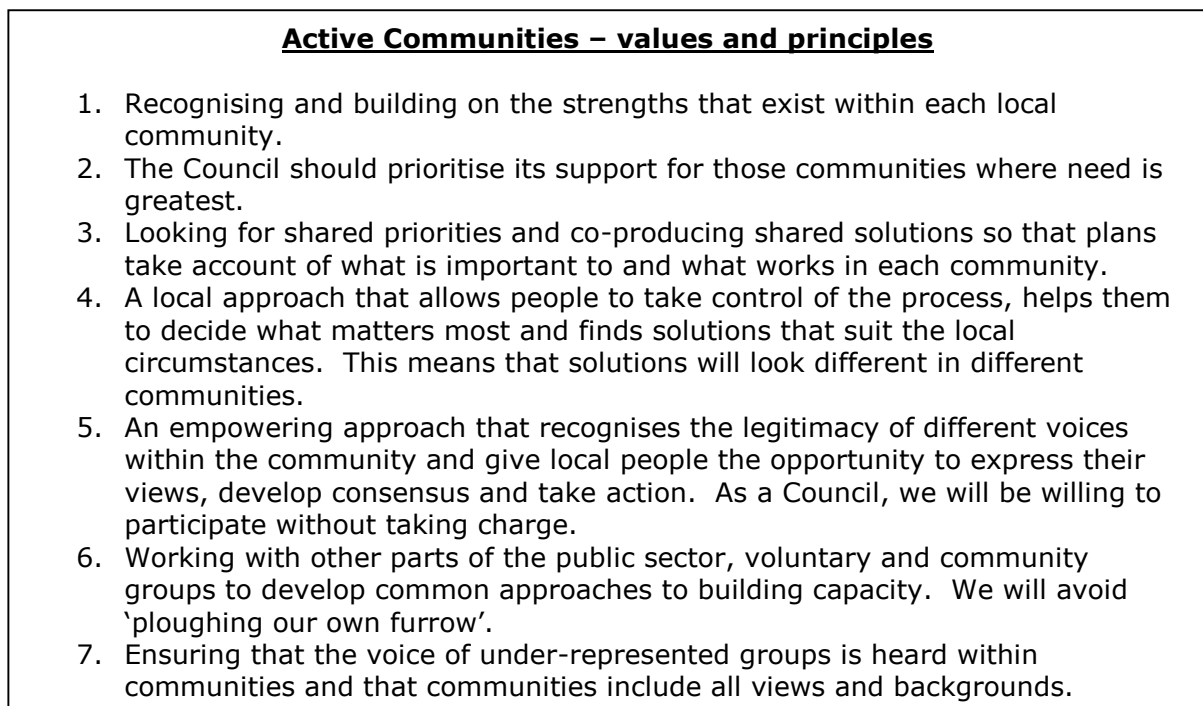 Active Communities – values and principles
1. Recognising and building on the strengths that exist within each local
community.
2. The Council should prioritise its support for those communities where need is
greatest.
3. Looking for shared priorities and co-producing shared solutions so that plans
take account of what is important to and what works in each community.
4. A local approach that allows people to take control of the process, helps them
to decide what matters most and finds solutions that suit the local
circumstances.  This means that solutions will look different in different
communities.
5. An empowering approach that recognises the legitimacy of different voices
within the community and give local people the opportunity to express their
views, develop consensus and take action.  As a Council, we will be willing to
participate without taking charge.
6. Working with other parts of the public sector, voluntary and community
groups to develop common approaches to building capacity.  We will avoid
‘ploughing our own furrow’.
7. Ensuring that the voice of under-represented groups is heard within
communities and that communities include all views and backgrounds.